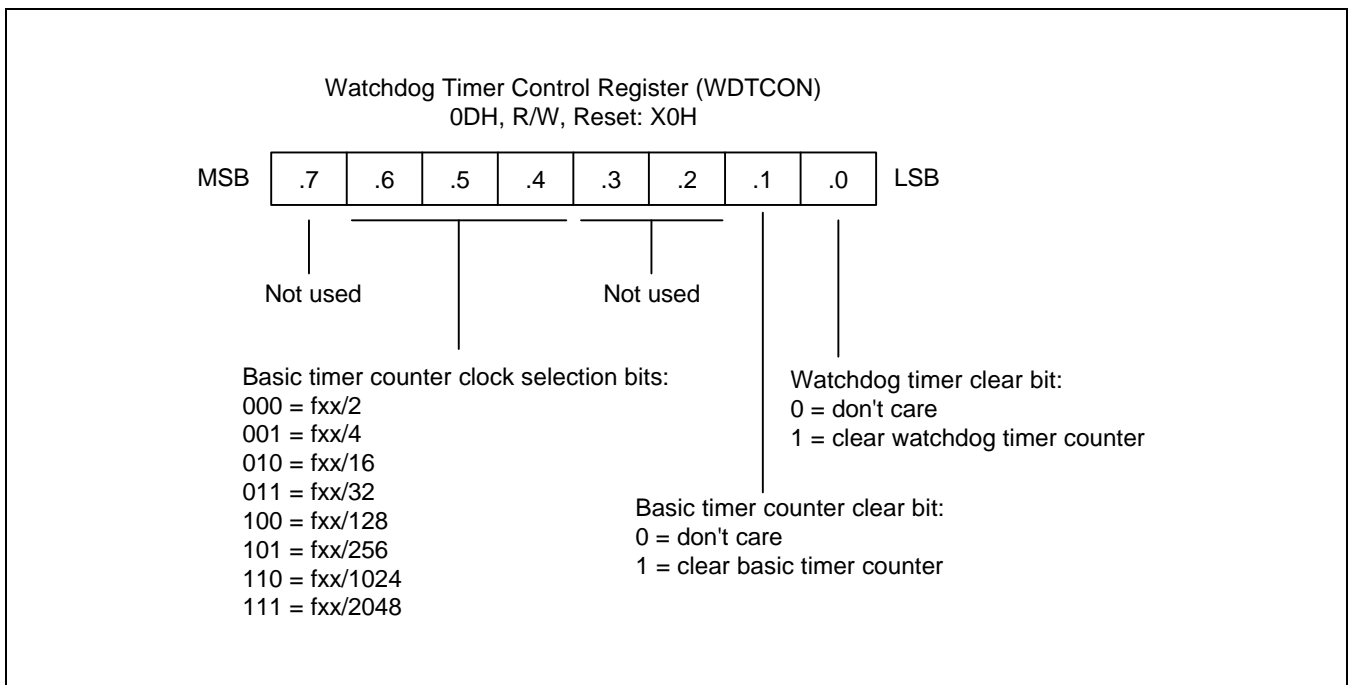 Watchdog Timer Control Register (WDTCON)
0DH, R/W, Reset: X0H
MSB .7 .6 .5 .4 .3 .2 .1 .0 LSB
Not used
Not used
Basic timer counter clock selection bits:
000 = fxx/2
001 = fxx/4
010 = fxx/16
011 = fxx/32
100 = fxx/128
101 = fxx/256
110 = fxx/1024
111 = fxx/2048
Watchdog timer clear bit:
0 = don't care
1 = clear watchdog timer counter
Basic timer counter clear bit:
0 = don't care
1 = clear basic timer counter